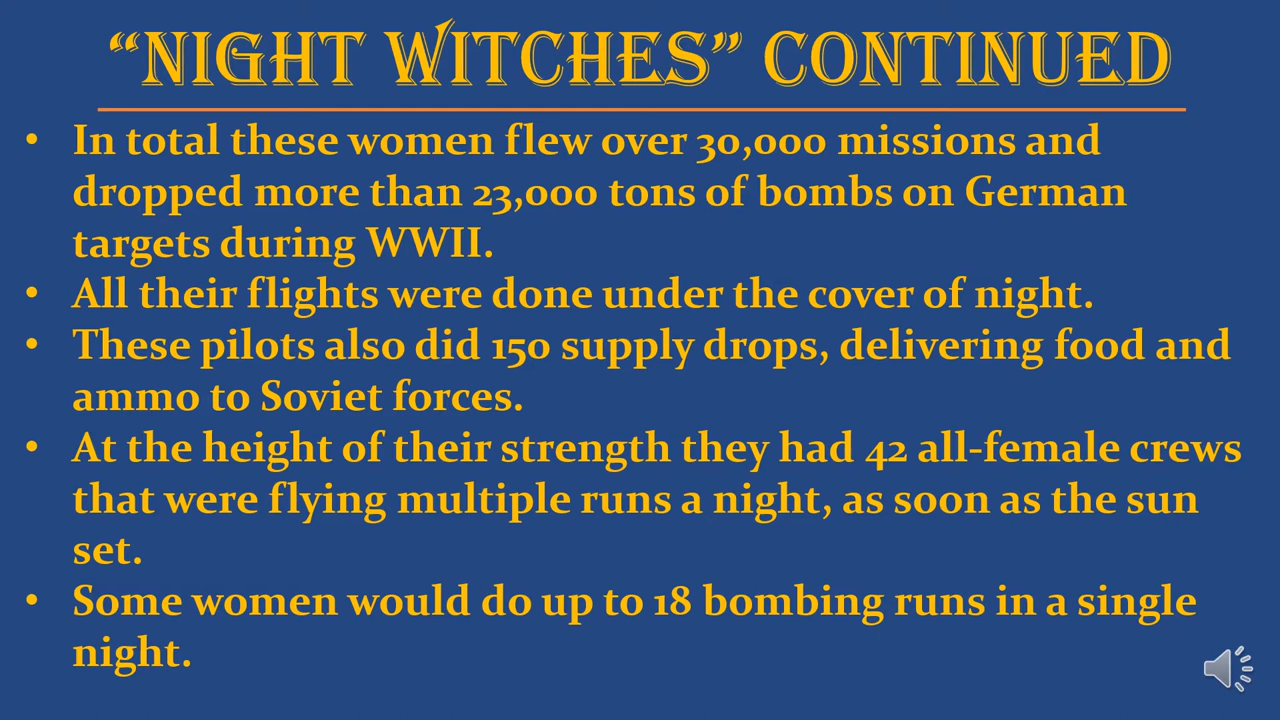 “NIGHT WITCHES” CONTINUED
• In total these women flew over 30,000 missions and
dropped more than 23,000 tons of bombs on German
targets during WWII.
• All their flights were done under the cover of night.
• These pilots also did 150 supply drops, delivering food and
ammo to Soviet forces.
• At the height of their strength they had 42 all-female crews
that were flying multiple runs a night, as soon as the sun
set.
• Some women would do up to 18 bombing runs in a single
night.